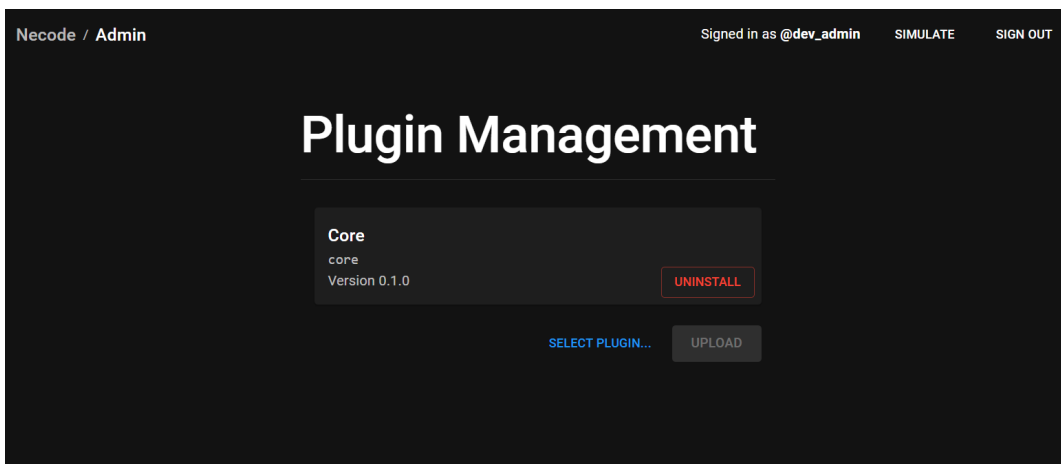 Necode / Admin
Signed in as @dev_admin SIMULATE SIGN OUT
Plugin Management
Core
core
Version 0.1.0
UNINSTALL
SELECT PLUGIN... UPLOAD